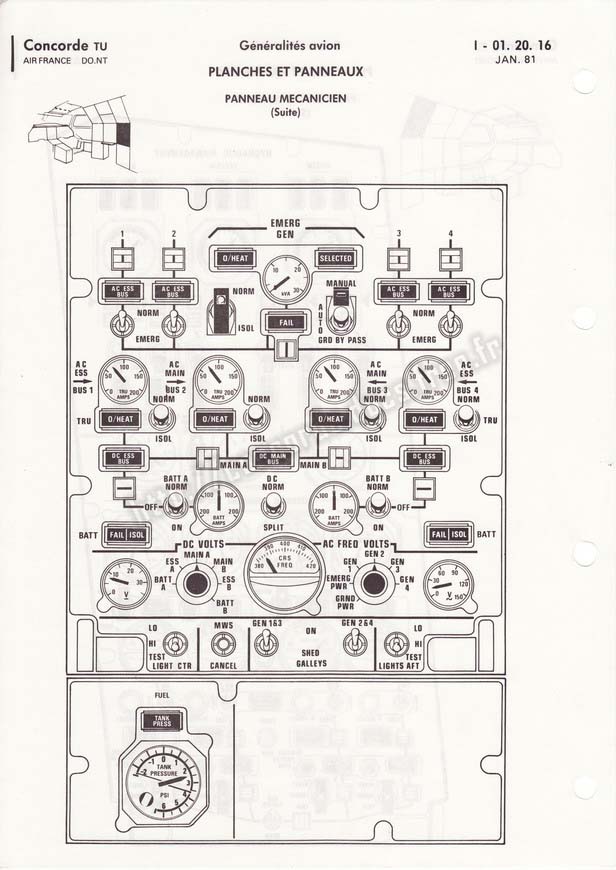 Concorde TU
AIR FRANCE DO.NT
Généralités avion
I - 01. 20. 16
JAN. 81
PLANCHES ET PANNEAUX
PANNEAU MECANICIEN
(Suite)
EMERG
GEN
1 2 3 4
O/HEAT SELECTED
10 20 30 kVA
MANUAL
AC ESS BUS
AC ESS BUS
NORM
ISOL
FAIL
AUTO
GRD BY PASS
AC ESS BUS
AC ESS BUS
NORM
EMERG
NORM
EMERG
AC ESS BUS 1
50 100 150 200 TRU AMPS
AC MAIN BUS 2
50 100 150 200 TRU AMPS
AC MAIN BUS 3
50 100 150 200 TRU AMPS
AC ESS BUS 4
50 100 150 200 TRU AMPS
TRU O/HEAT NORM ISOL
O/HEAT NORM ISOL
O/HEAT NORM ISOL
O/HEAT NORM ISOL TRU
DC ESS BUS
MAIN A
DC MAIN BUS
MAIN B
DC ESS BUS
BATT A NORM
OFF
ON
100 0 100 200 200 BATT AMPS
DC NORM
SPLIT
100 0 100 200 200 BATT AMPS
BATT B NORM
OFF
ON
BATT FAIL ISOL
FAIL ISOL BATT
DC VOLTS
MAIN A
ESS A
MAIN B
BATT A
ESS B
BATT B
380 400 420
CRS FREQ
AC FREQ VOLTS
GEN 2
GEN 1
GEN 3
EMERG PWR
GEN 4
GRND PWR
10 20 30 V
0 30 60 90 150 V
LO
HI
TEST
LIGHT CTR
MWS
CANCEL
GEN 1&3
ON
GEN 2&4
SHED
GALLEYS
LO
HI
TEST
LIGHTS AFT
FUEL
TANK
PRESS
0 1 2 3 4 5 6
TANK
PRESSURE
PSI